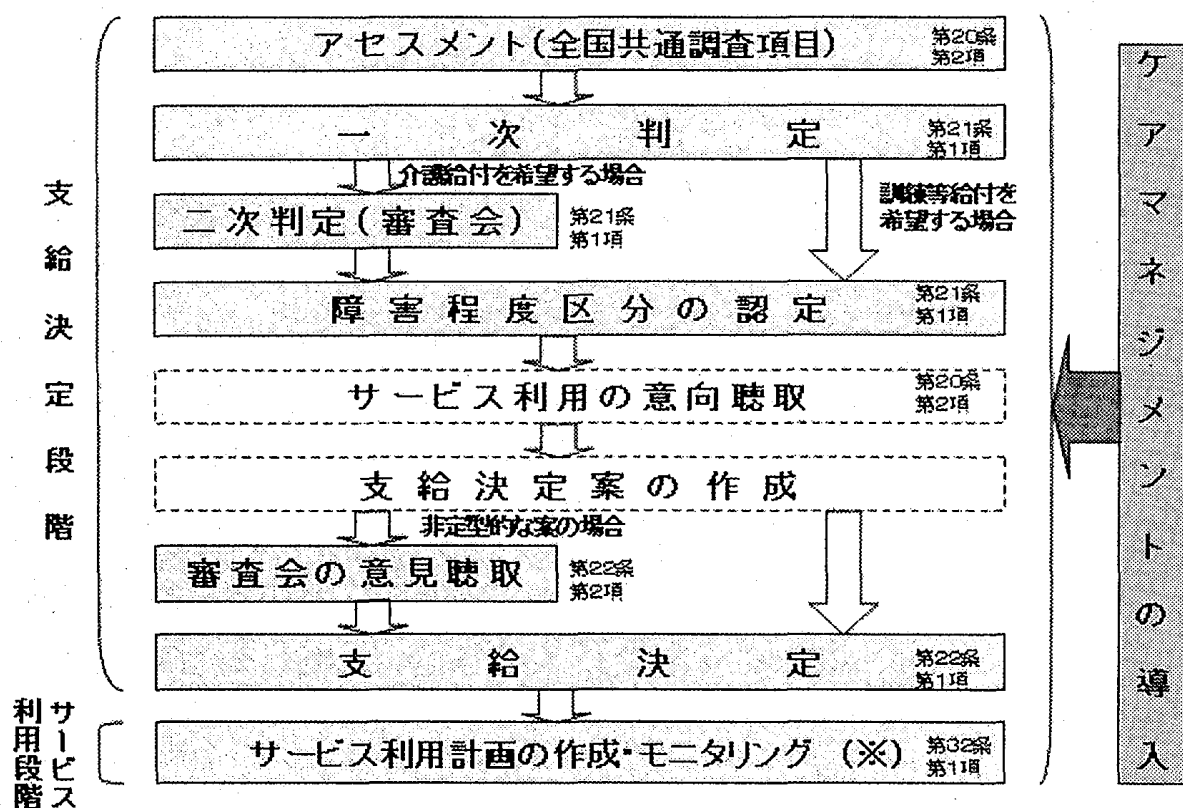 アセスメント(全国共通調査項目)
第20条
第2項
一次判定
第21条
第1項
介護給付を希望する場合
訓練等給付を
希望する場合
二次判定(審査会)
第21条
第1項
障害程度区分の認定
第21条
第1項
サービス利用の意向聴取
第20条
第2項
支給決定案の作成
非定型的な案の場合
審査会の意見聴取
第22条
第2項
支給決定
第22条
第1項
サービス利用計画の作成・モニタリング (※)
第32条
第1項
支給決定段階
サービス
利用段階
ケアマネジメントの導入